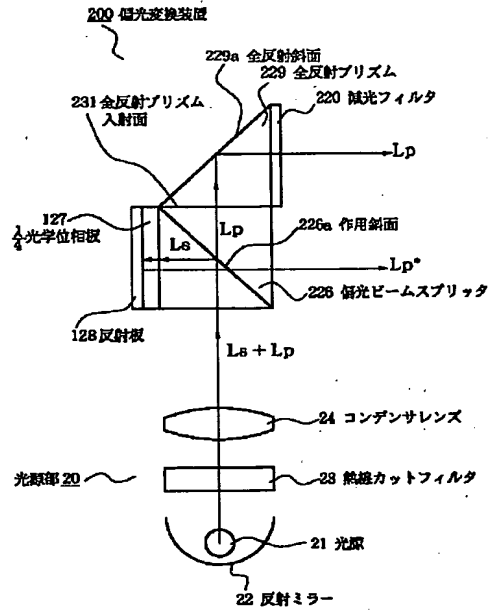 200 偏光変換装置
229a 全反射斜面
229 全反射プリズム
220 減光フィルタ
231 全反射プリズム
入射面
Lp
127
1/4 光学位相板
Ls
Lp
226a 作用斜面
Lp*
226 偏光ビームスプリッタ
128 反射板
Ls + Lp
24 コンデンサレンズ
光源部 20
23 熱線カットフィルタ
21 光源
22 反射ミラー